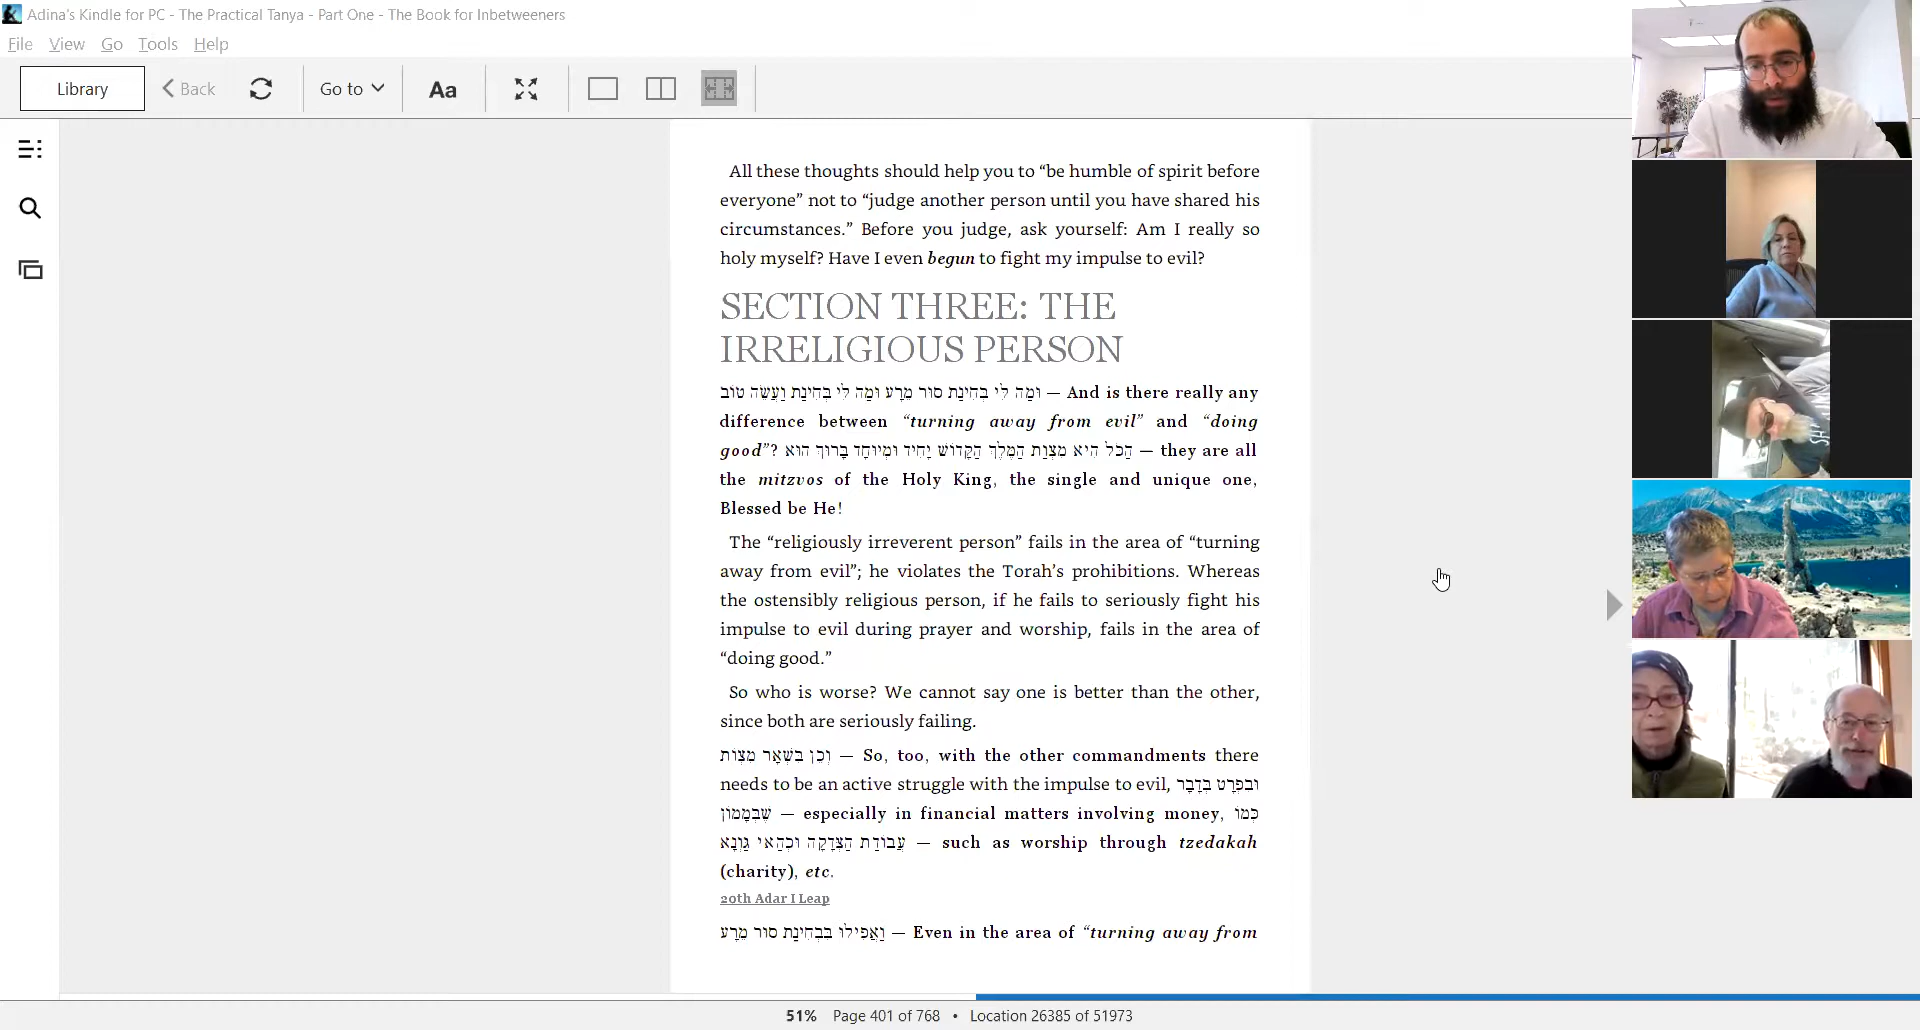 Adina's Kindle for PC - The Practical Tanya - Part One - The Book for Inbetweeners
File View Go Tools Help
Library Back Go to Aa
All these thoughts should help you to “be humble of spirit before
everyone” not to “judge another person until you have shared his
circumstances.” Before you judge, ask yourself: Am I really so
holy myself? Have I even begun to fight my impulse to evil?
SECTION THREE: THE
IRRELIGIOUS PERSON
וּמַה לִּי בְּחִינַת סוּר מֵרָע וּמַה לִּי בְּחִינַת וַעֲשֵׂה טוֹב — And is there really any
difference between “turning away from evil” and “doing
good”? הַכֹּל הִיא מִצְוַת הַמֶּלֶךְ הַקָּדוֹשׁ יָחִיד וּמְיוּחָד בָּרוּךְ הוּא — they are all
the mitzvos of the Holy King, the single and unique one,
Blessed be He!
The “religiously irreverent person” fails in the area of “turning
away from evil”; he violates the Torah’s prohibitions. Whereas
the ostensibly religious person, if he fails to seriously fight his
impulse to evil during prayer and worship, fails in the area of
“doing good.”
So who is worse? We cannot say one is better than the other,
since both are seriously failing.
וְכֵן בִּשְׁאָר מִצְוֹת — So, too, with the other commandments there
needs to be an active struggle with the impulse to evil, וּבִפְרָט בְּדָבָר
שֶׁבְּמָמוֹן — especially in financial matters involving money, כְּמוֹ
עֲבוֹדַת הַצְּדָקָה וּכְהַאי גַּוְונָא — such as worship through tzedakah
(charity), etc.
20th Adar I Leap
וַאֲפִילוּ בִּבְחִינַת סוּר מֵרָע — Even in the area of “turning away from
51% Page 401 of 768 • Location 26385 of 51973